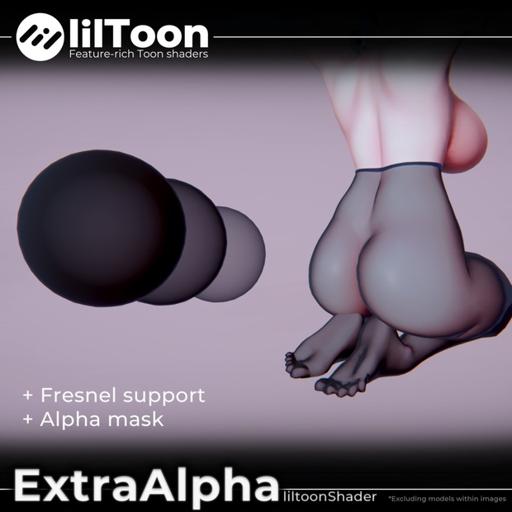 lilToon
Feature-rich Toon shaders
+ Fresnel support
+ Alpha mask
ExtraAlpha liltoonShader *Excluding models within images